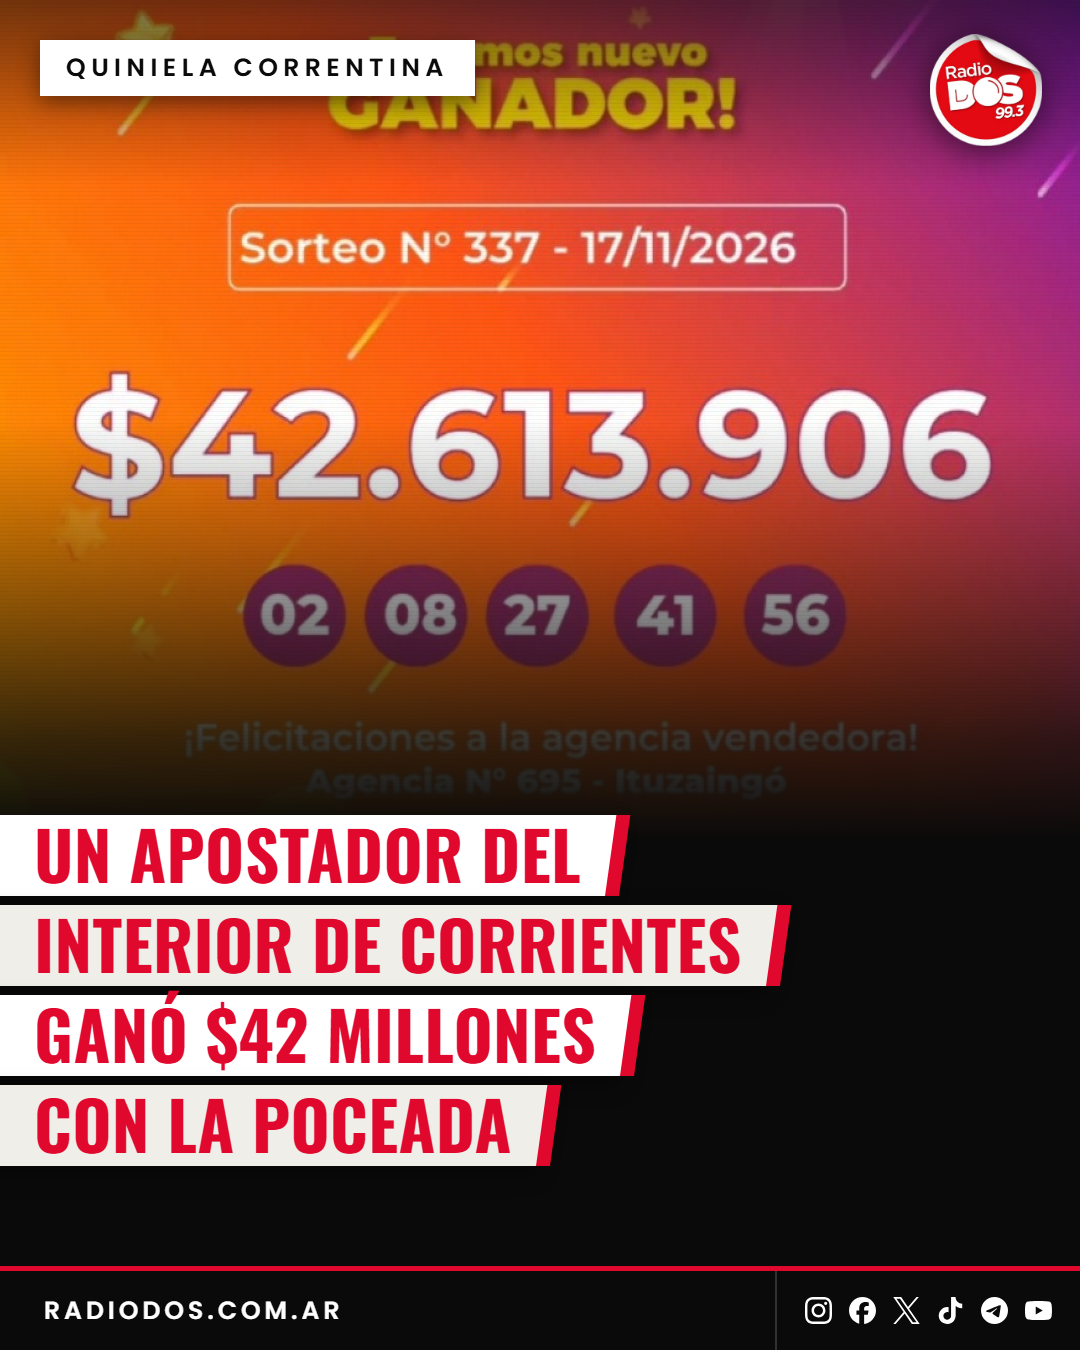 QUINIELA CORRENTINA
mos nuevo
GANADOR!
Radio
DOS
99.3
Sorteo N° 337 - 17/11/2026
$42.613.906
02 08 27 41 56
¡Felicitaciones a la agencia vendedora!
Agencia N° 695 - Ituzaingó
UN APOSTADOR DEL
INTERIOR DE CORRIENTES
GANÓ $42 MILLONES
CON LA POCEADA
RADIODOS.COM.AR